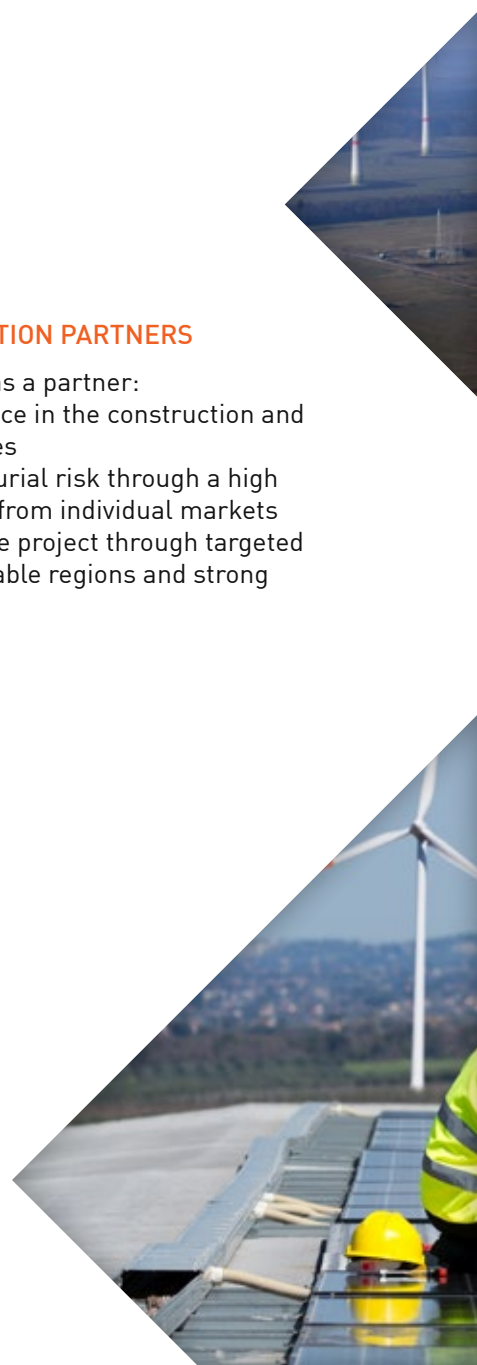 TION PARTNERS
as a partner:
ce in the construction and
es
urial risk through a high
from individual markets
e project through targeted
able regions and strong